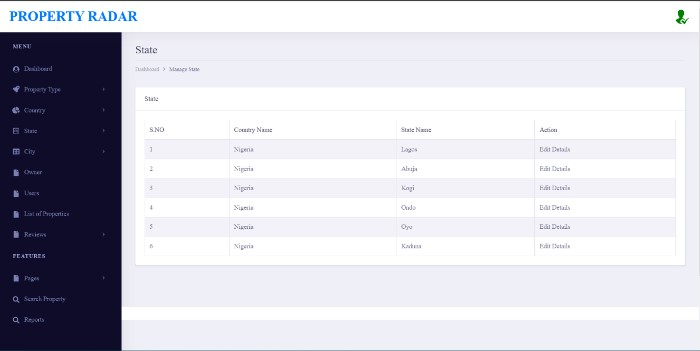 PROPERTY RADAR
MENU
Dashboard
Property Type
Country
State
City
Owner
Users
List of Properties
Reviews
FEATURES
Pages
Search Property
Reports
State
Dashboard > Manage State
State
S.NO Country Name State Name Action
1 Nigeria Lagos Edit Details
2 Nigeria Abuja Edit Details
3 Nigeria Kogi Edit Details
4 Nigeria Ondo Edit Details
5 Nigeria Oyo Edit Details
6 Nigeria Kaduna Edit Details